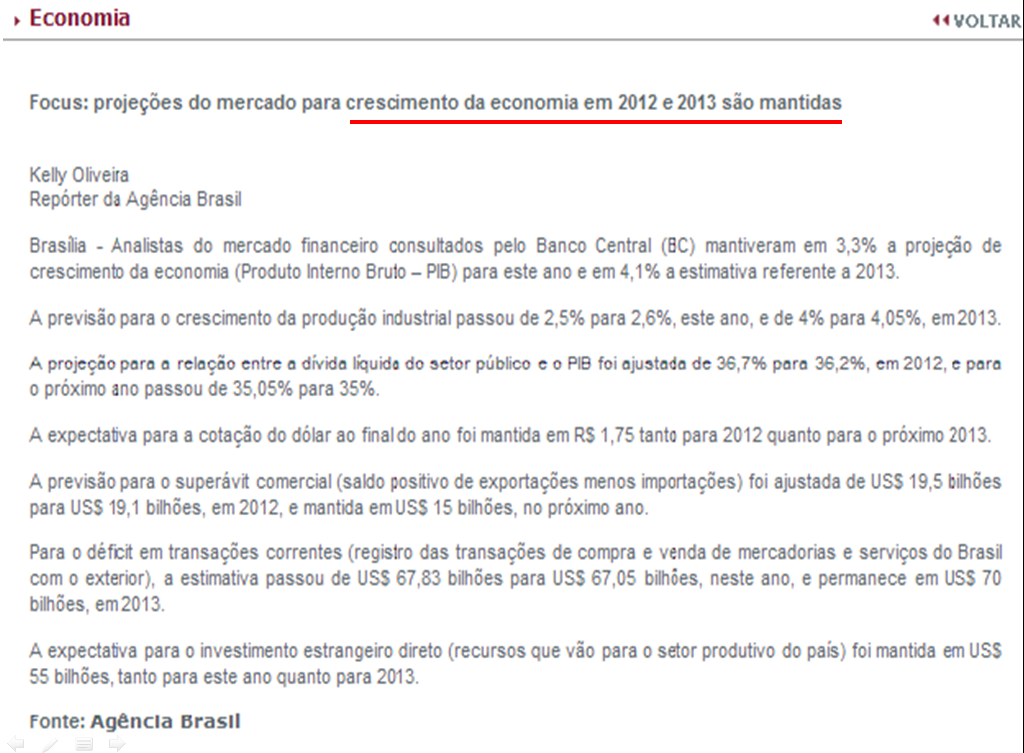 Economia
VOLTAR
Focus: projeções do mercado para crescimento da economia em 2012 e 2013 são mantidas
Kelly Oliveira
Repórter da Agência Brasil
Brasília - Analistas do mercado financeiro consultados pelo Banco Central (BC) mantiveram em 3,3% a projeção de
crescimento da economia (Produto Interno Bruto – PIB) para este ano e em 4,1% a estimativa referente a 2013.
A previsão para o crescimento da produção industrial passou de 2,5% para 2,6%, este ano, e de 4% para 4,05%, em 2013.
A projeção para a relação entre a dívida líquida do setor público e o PIB foi ajustada de 36,7% para 36,2%, em 2012, e para
o próximo ano passou de 35,05% para 35%.
A expectativa para a cotação do dólar ao final do ano foi mantida em R$ 1,75 tanto para 2012 quanto para o próximo 2013.
A previsão para o superávit comercial (saldo positivo de exportações menos importações) foi ajustada de US$ 19,5 bilhões
para US$ 19,1 bilhões, em 2012, e mantida em US$ 15 bilhões, no próximo ano.
Para o déficit em transações correntes (registro das transações de compra e venda de mercadorias e serviços do Brasil
com o exterior), a estimativa passou de US$ 67,83 bilhões para US$ 67,05 bilhões, neste ano, e permanece em US$ 70
bilhões, em 2013.
A expectativa para o investimento estrangeiro direto (recursos que vão para o setor produtivo do país) foi mantida em US$
55 bilhões, tanto para este ano quanto para 2013.
Fonte: Agência Brasil